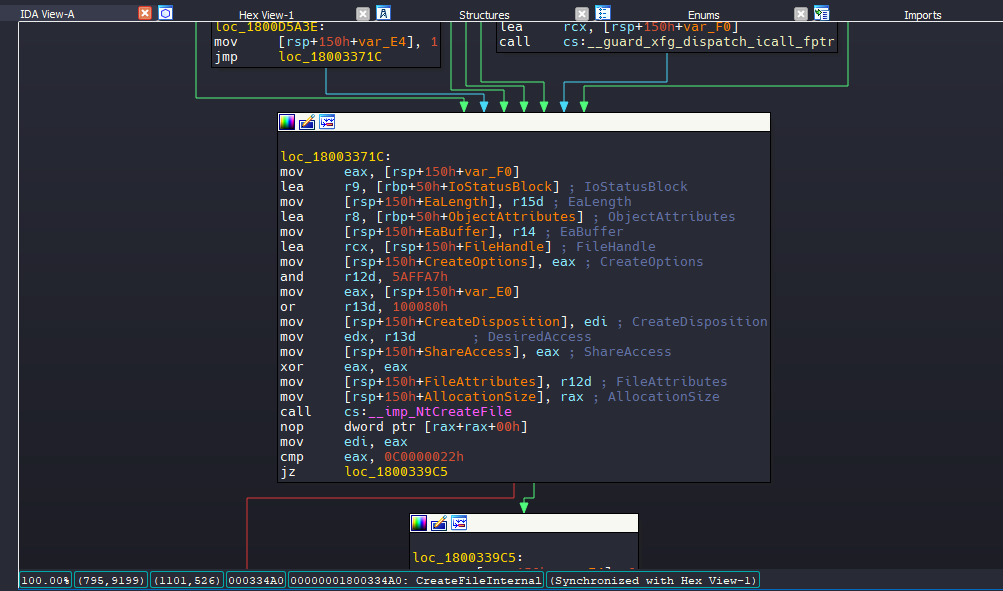 IDA View-A Hex View-1 Structures Enums Imports
loc_1800D5A3E:
mov [rsp+150h+var_E4], 1
jmp loc_18003371C
lea rcx, [rsp+150h+var_F0]
call cs:__guard_xfg_dispatch_icall_fptr
loc_18003371C:
mov eax, [rsp+150h+var_F0]
lea r9, [rbp+50h+IoStatusBlock] ; IoStatusBlock
mov [rsp+150h+EaLength], r15d ; EaLength
lea r8, [rbp+50h+ObjectAttributes] ; ObjectAttributes
mov [rsp+150h+EaBuffer], r14 ; EaBuffer
lea rcx, [rsp+150h+FileHandle] ; FileHandle
mov [rsp+150h+CreateOptions], eax ; CreateOptions
and r12d, 5AFFA7h
mov eax, [rsp+150h+var_E0]
or r13d, 100080h
mov [rsp+150h+CreateDisposition], edi ; CreateDisposition
mov edx, r13d ; DesiredAccess
mov [rsp+150h+ShareAccess], eax ; ShareAccess
xor eax, eax
mov [rsp+150h+FileAttributes], r12d ; FileAttributes
mov [rsp+150h+AllocationSize], rax ; AllocationSize
call cs:__imp_NtCreateFile
nop dword ptr [rax+rax+00h]
mov edi, eax
cmp eax, 0C0000022h
jz loc_1800339C5
loc_1800339C5:
100.00% (795,9199) (1101,526) 000334A0 00000001800334A0: CreateFileInternal (Synchronized with Hex View-1)